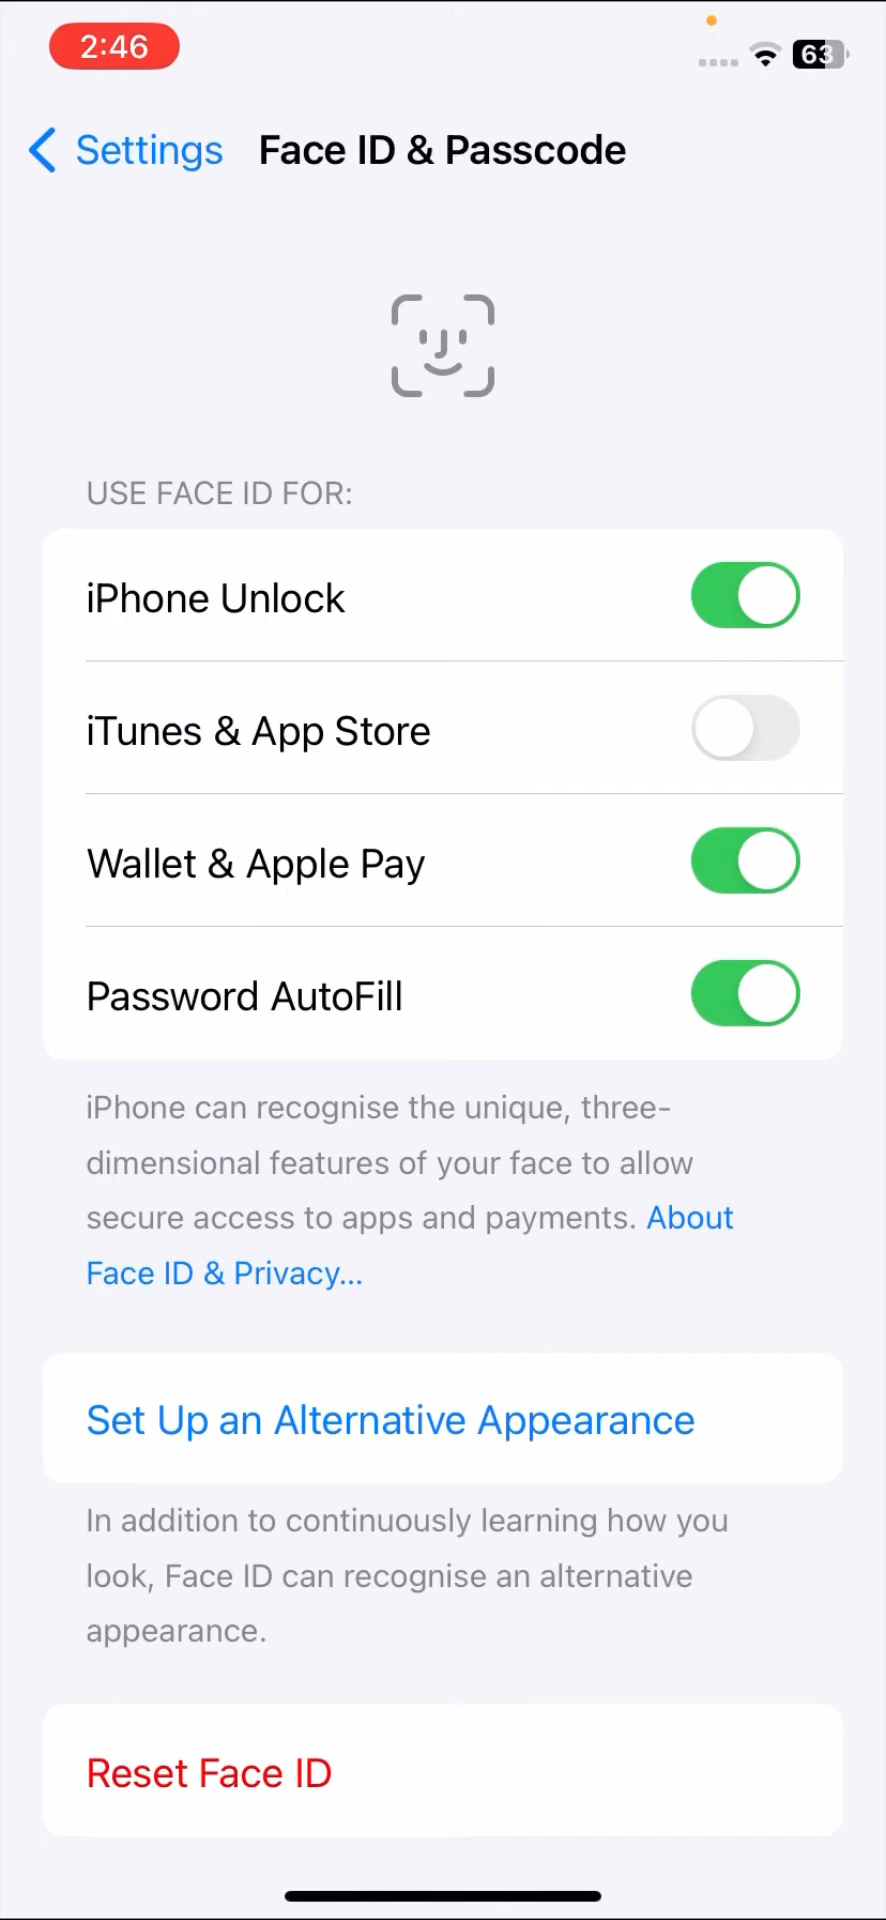 2:46
63
Settings Face ID & Passcode
USE FACE ID FOR:
iPhone Unlock
iTunes & App Store
Wallet & Apple Pay
Password AutoFill
iPhone can recognise the unique, three-
dimensional features of your face to allow
secure access to apps and payments. About
Face ID & Privacy...
Set Up an Alternative Appearance
In addition to continuously learning how you
look, Face ID can recognise an alternative
appearance.
Reset Face ID